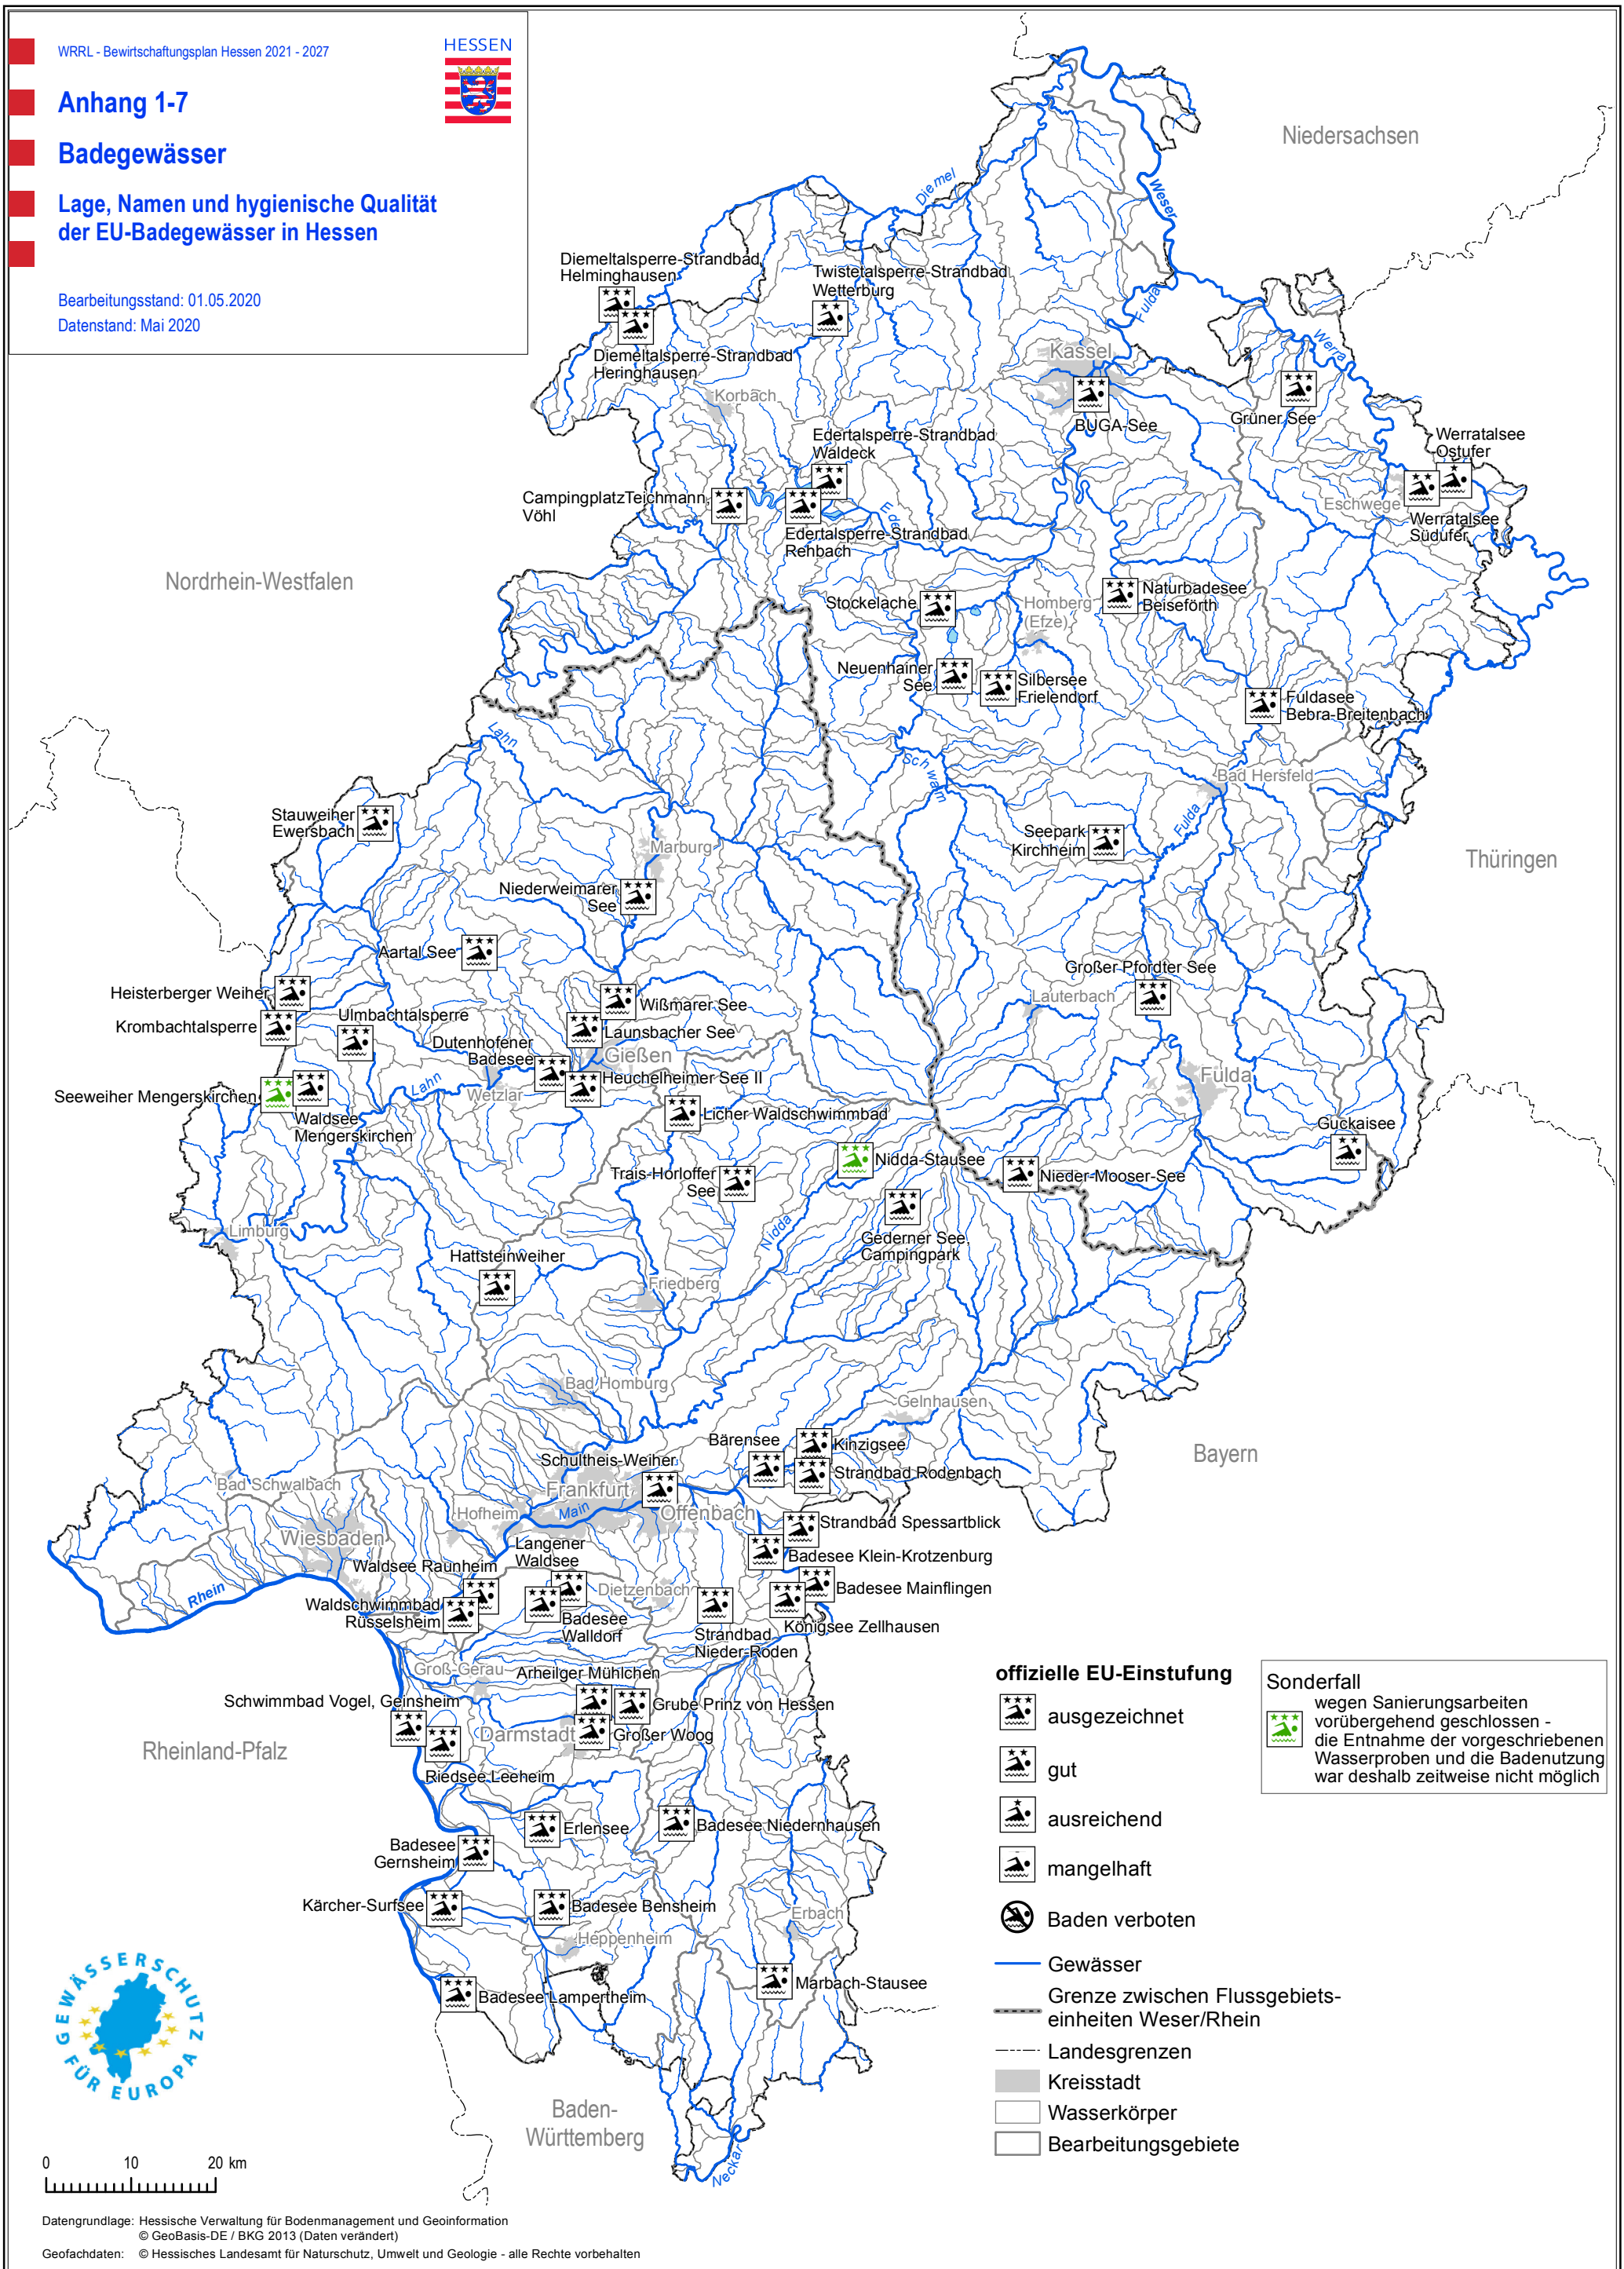 WRRL - Bewirtschaftungsplan Hessen 2021 - 2027
HESSEN
Anhang 1-7
Badegewässer
Lage, Namen und hygienische Qualität
der EU-Badegewässer in Hessen
Bearbeitungsstand: 01.05.2020
Datenstand: Mai 2020
Niedersachsen
Diemel
Weser
Diemeltalsperre-Strandbad
Helminghausen
Twistetalsperre-Strandbad
Wetterburg
Fulda
Werra
Diemeltalsperre-Strandbad
Heringhausen
Kassel
Korbach
BUGA-See
Grüner See
Edertalsperre-Strandbad
Waldeck
Werratalsee
Ostufer
CampingplatzTeichmann
Vöhl
Eder
Eschwege
Werratalsee
Südufer
Edertalsperre-Strandbad
Rehbach
Nordrhein-Westfalen
Stockelache
Homberg
(Efze)
Naturbadesee
Beiseförth
Neuenhainer
See
Silbersee
Frielendorf
Fuldasee
Bebra-Breitenbach
Lahn
Schwalm
Bad Hersfeld
Stauweiher
Ewersbach
Fulda
Seepark
Kirchheim
Marburg
Thüringen
Niederweimarer
See
Aartal See
Großer Pfordter See
Heisterberger Weiher
Lauterbach
Krombachtalsperre
Ulmbachtalsperre
Wißmarer See
Launsbacher See
Dutenhofener
Badesee
Gießen
Heuchelheimer See II
Fulda
Lahn
Wetzlar
Seeweiher Mengerskirchen
Waldsee
Mengerskirchen
Licher Waldschwimmbad
Guckaisee
Trais-Horloffer
See
Nidda-Stausee
Nieder-Mooser-See
Limburg
Nidda
Gederner See,
Campingpark
Hattsteinweiher
Friedberg
Bad Homburg
Gelnhausen
Bärensee
Kinzigsee
Bayern
Schultheis-Weiher
Strandbad Rodenbach
Bad Schwalbach
Frankfurt
Hofheim
Main
Offenbach
Strandbad Spessartblick
Wiesbaden
Langener
Waldsee
Badesee Klein-Krotzenburg
Waldsee Raunheim
Dietzenbach
Badesee Mainflingen
Rhein
Waldschwimmbad
Rüsselsheim
Badesee
Walldorf
Strandbad
Nieder-Roden
Königsee Zellhausen
Groß-Gerau
Arheilger Mühlchen
Schwimmbad Vogel, Geinsheim
Grube Prinz von Hessen
Darmstadt
Großer Woog
Rheinland-Pfalz
Riedsee Leeheim
Erlensee
Badesee Niedernhausen
Badesee
Gernsheim
Kärcher-Surfsee
Badesee Bensheim
Erbach
Heppenheim
Marbach-Stausee
Badesee Lampertheim
Baden-
Württemberg
Neckar
offizielle EU-Einstufung
ausgezeichnet
gut
ausreichend
mangelhaft
Baden verboten
Gewässer
Grenze zwischen Flussgebiets-
einheiten Weser/Rhein
Landesgrenzen
Kreisstadt
Wasserkörper
Bearbeitungsgebiete
Sonderfall
wegen Sanierungsarbeiten
vorübergehend geschlossen -
die Entnahme der vorgeschriebenen
Wasserproben und die Badenutzung
war deshalb zeitweise nicht möglich
GEWÄSSERSCHUTZ
FÜR EUROPA
0 10 20 km
Datengrundlage: Hessische Verwaltung für Bodenmanagement und Geoinformation
© GeoBasis-DE / BKG 2013 (Daten verändert)
Geofachdaten: © Hessisches Landesamt für Naturschutz, Umwelt und Geologie - alle Rechte vorbehalten